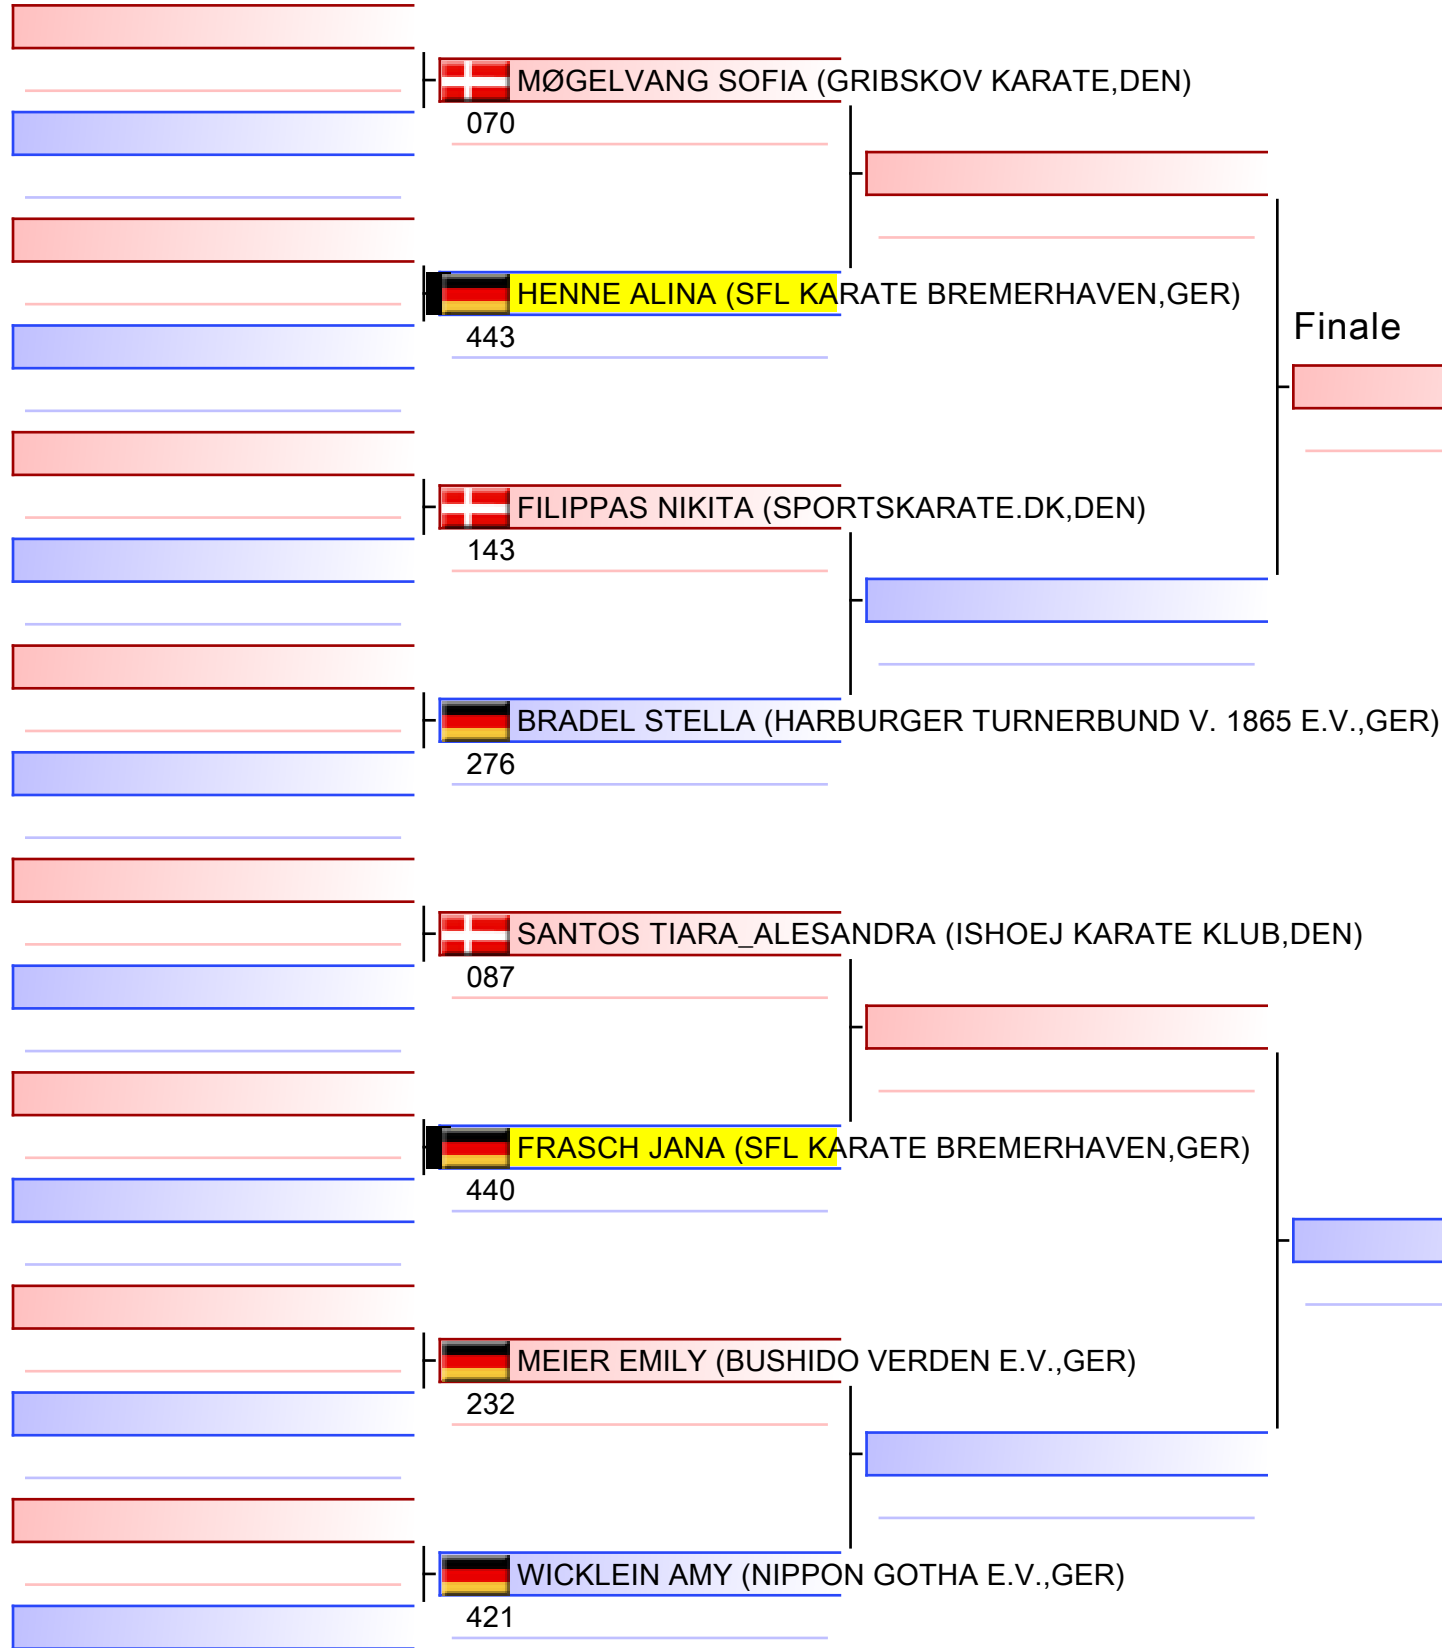 MØGELVANG SOFIA (GRIBSKOV KARATE,DEN)
070
HENNE ALINA (SFL KARATE BREMERHAVEN,GER)
443
Finale
FILIPPAS NIKITA (SPORTSKARATE.DK,DEN)
143
BRADEL STELLA (HARBURGER TURNERBUND V. 1865 E.V.,GER)
276
SANTOS TIARA_ALESANDRA (ISHOEJ KARATE KLUB,DEN)
087
FRASCH JANA (SFL KARATE BREMERHAVEN,GER)
440
MEIER EMILY (BUSHIDO VERDEN E.V.,GER)
232
WICKLEIN AMY (NIPPON GOTHA E.V.,GER)
421